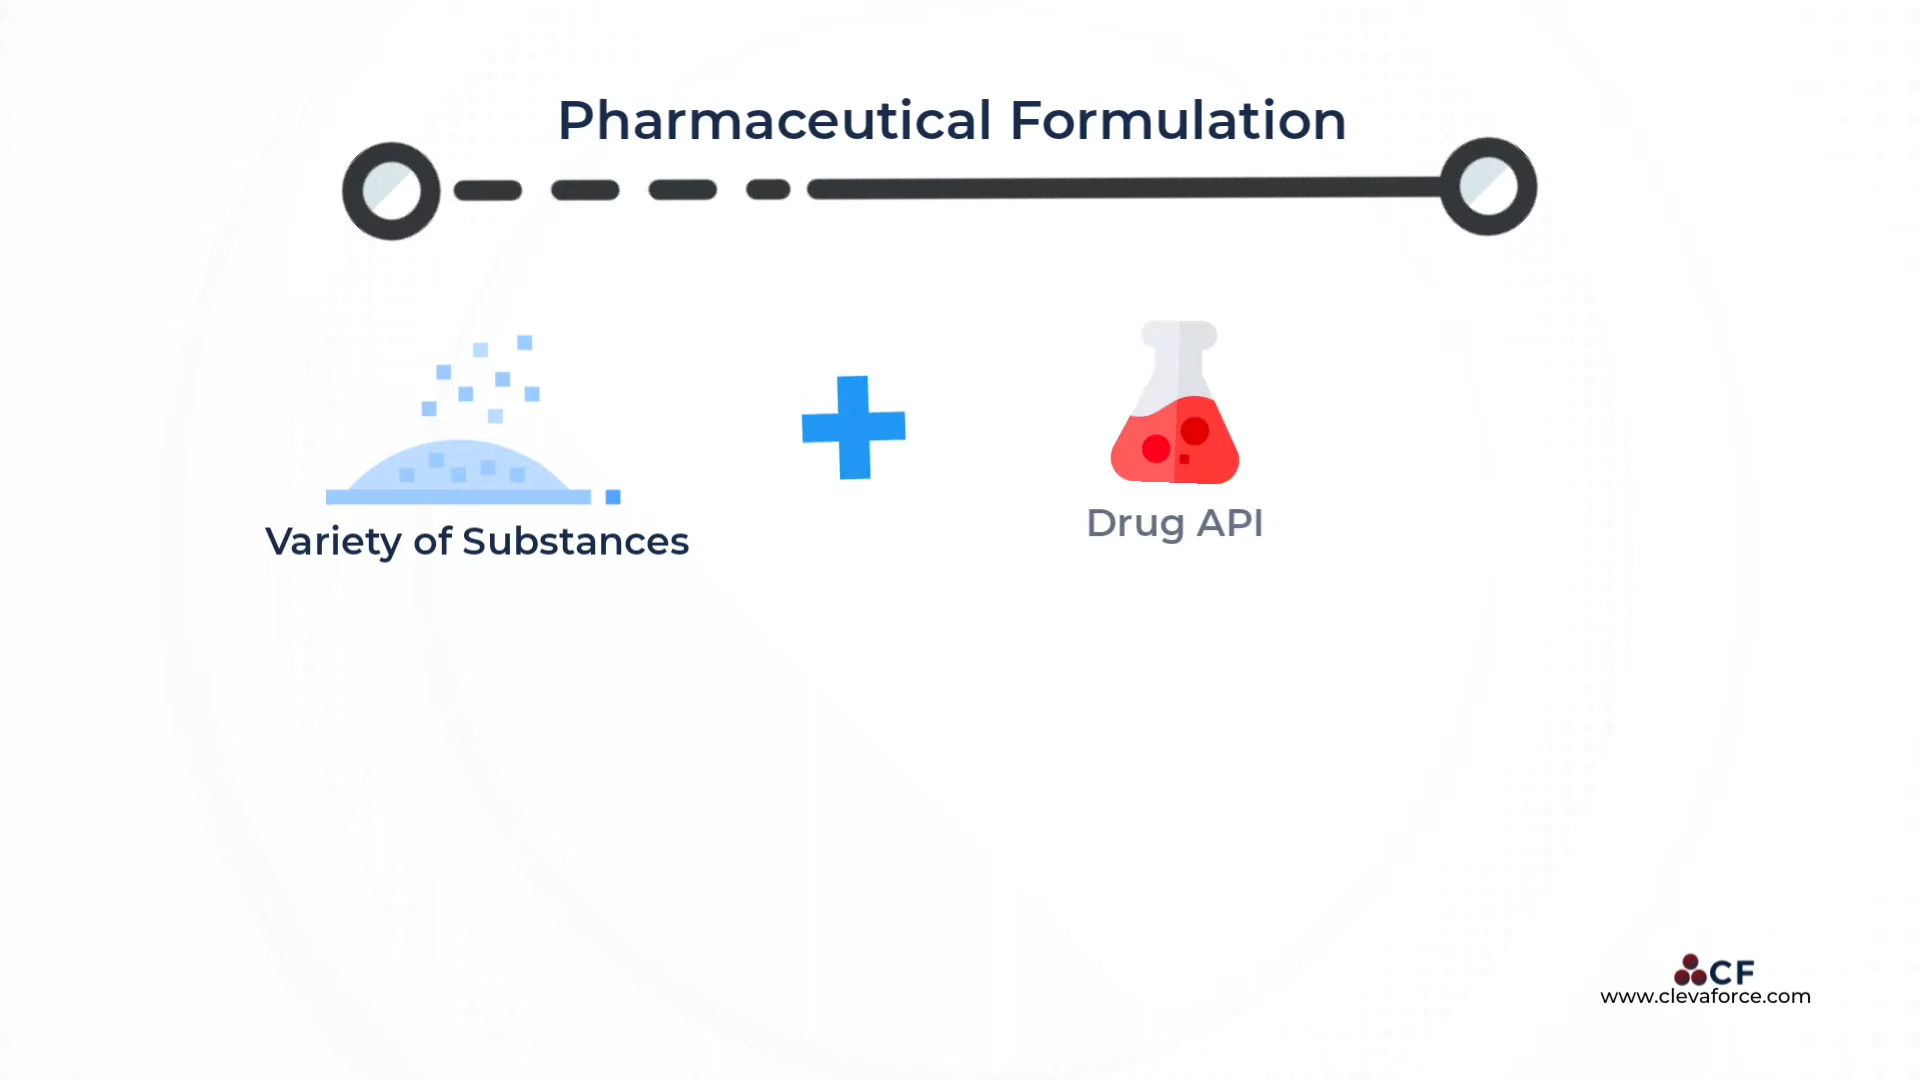 Pharmaceutical Formulation
Variety of Substances
Drug API
CF
www.clevaforce.com